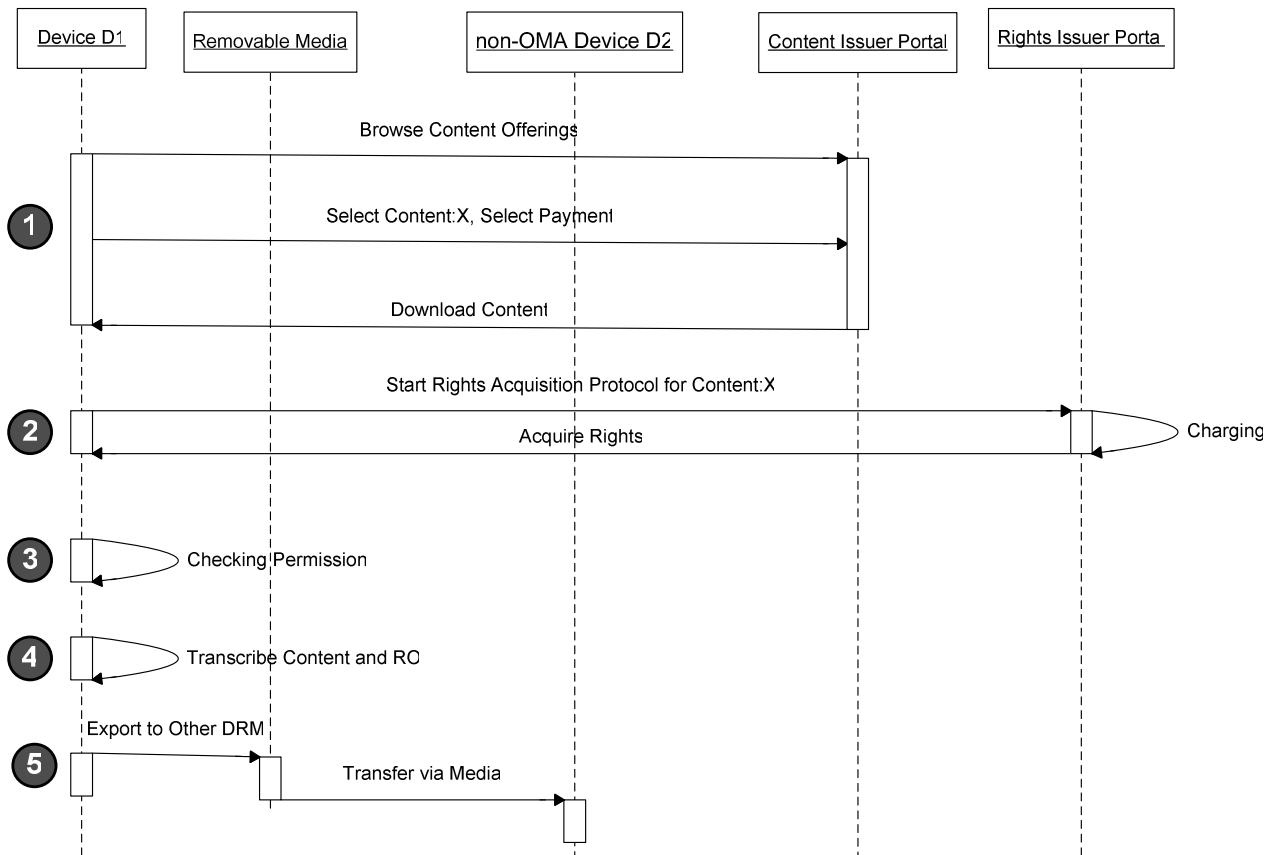 Device D1
Removable Media
non-OMA Device D2
Content Issuer Portal
Rights Issuer Porta
Browse Content Offerings
1
Select Content:X, Select Payment
Download Content
Start Rights Acquisition Protocol for Content:X
2
Acquire Rights
Charging
3
Checking Permission
4
Transcribe Content and RO
Export to Other DRM
5
Transfer via Media